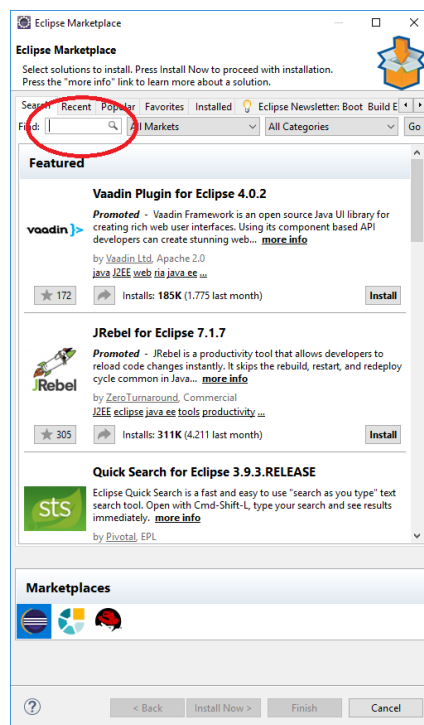 Eclipse Marketplace
Eclipse Marketplace
Select solutions to install. Press Install Now to proceed with installation.
Press the "more info" link to learn more about a solution.
Search Recent Popular Favorites Installed Eclipse Newsletter: Boot Build E
Find: All Markets All Categories Go
Featured
Vaadin Plugin for Eclipse 4.0.2
vaadin }>
Promoted - Vaadin Framework is an open source Java UI library for
creating rich web user interfaces. Using its component based API
developers can create stunning web... more info
by Vaadin Ltd, Apache 2.0
java J2EE web ria java ee ...
172 Installs: 185K (1.775 last month) Install
JRebel for Eclipse 7.1.7
JRebel
Promoted - JRebel is a productivity tool that allows developers to
reload code changes instantly. It skips the rebuild, restart, and redeploy
cycle common in Java... more info
by ZeroTurnaround, Commercial
J2EE eclipse java ee tools productivity ...
305 Installs: 311K (4.211 last month) Install
Quick Search for Eclipse 3.9.3.RELEASE
sts
Eclipse Quick Search is a fast and easy to use "search as you type" text
search tool. Open with Cmd-Shift-L, type your search and see results
immediately. more info
by Pivotal, EPL
Marketplaces
? < Back Install Now > Finish Cancel